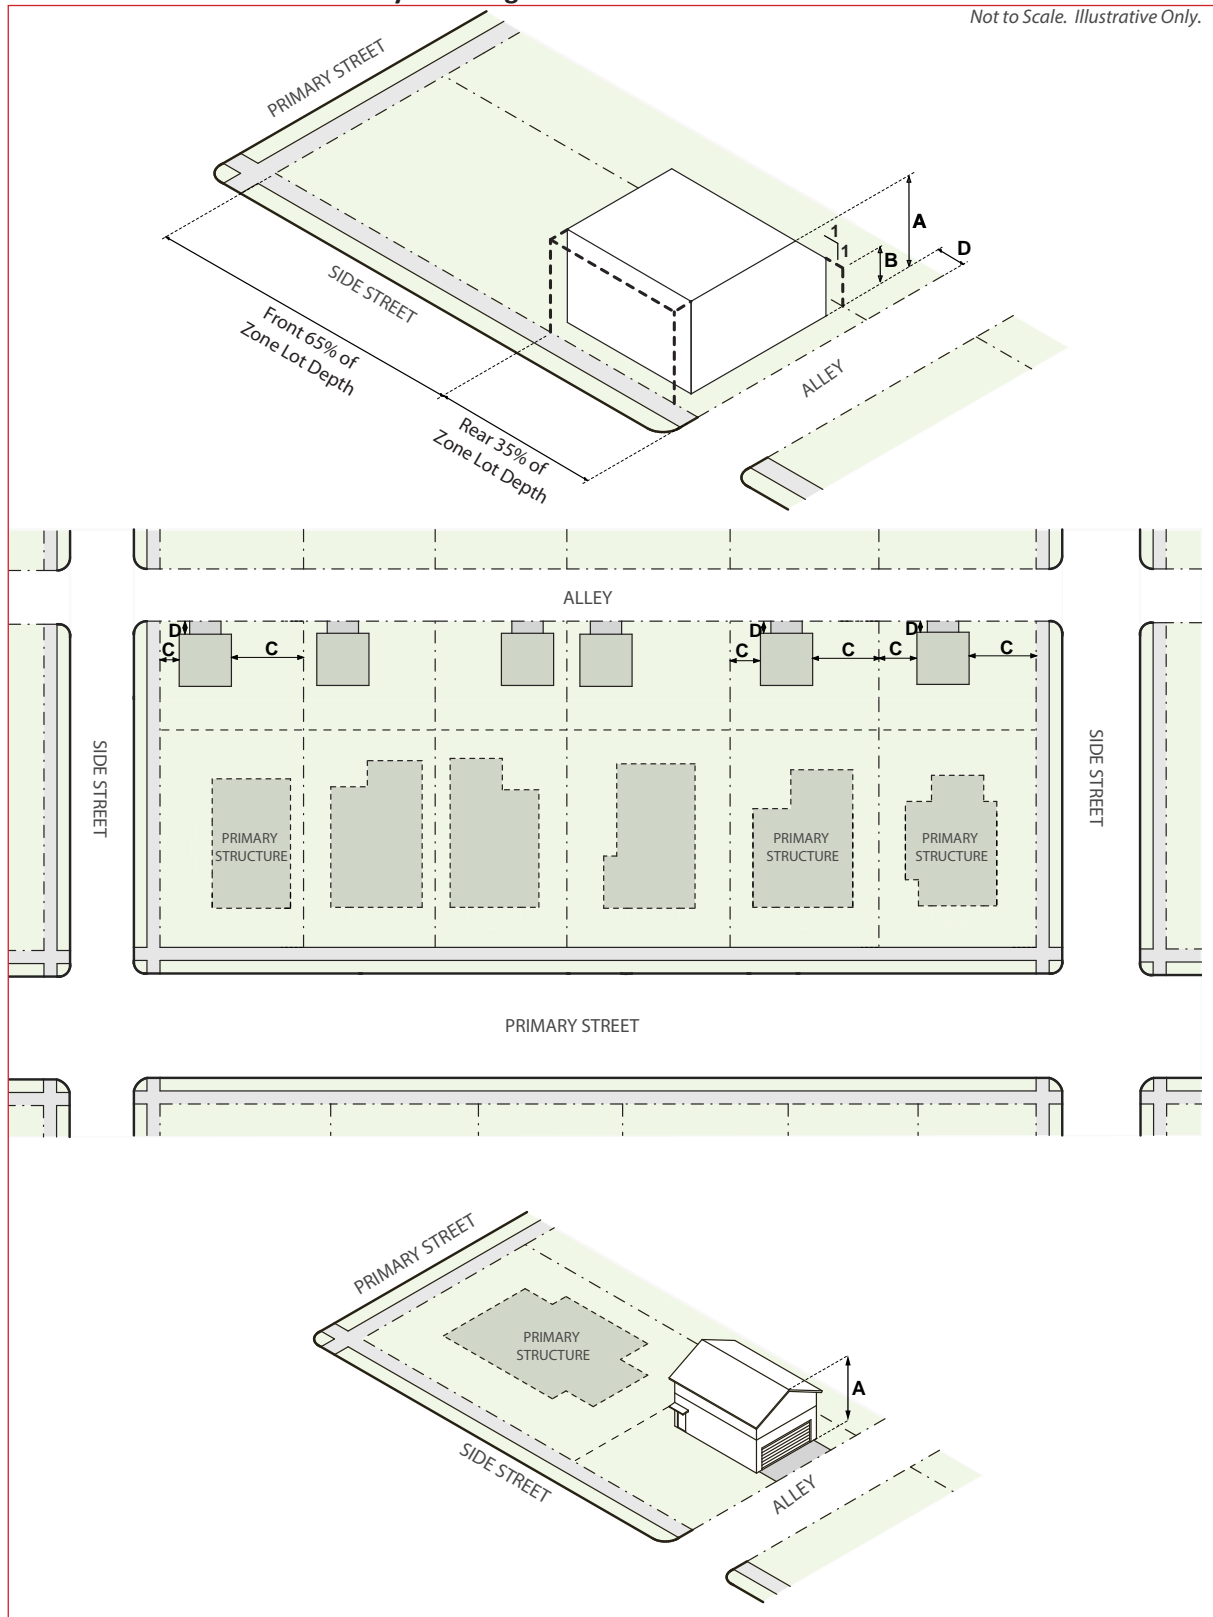 Not to Scale. Illustrative Only.
PRIMARY STREET
A
1
1
B
D
SIDE STREET
Front 65% of
Zone Lot Depth
ALLEY
Rear 35% of
Zone Lot Depth
ALLEY
D
D
D
C
C
C
C
C
C
SIDE STREET
SIDE STREET
PRIMARY
STRUCTURE
PRIMARY
STRUCTURE
PRIMARY
STRUCTURE
PRIMARY STREET
PRIMARY STREET
PRIMARY
STRUCTURE
A
SIDE STREET
ALLEY